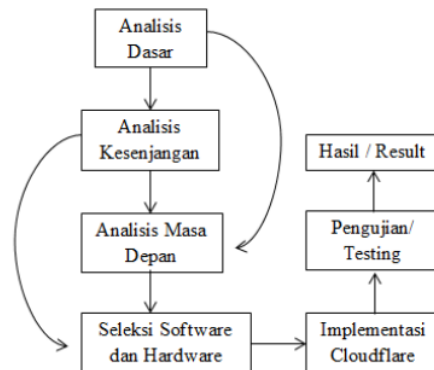 Analisis
Dasar
Analisis
Kesenjangan
Analisis Masa
Depan
Seleksi Software
dan Hardware
Implementasi
Cloudflare
Pengujian/
Testing
Hasil / Result